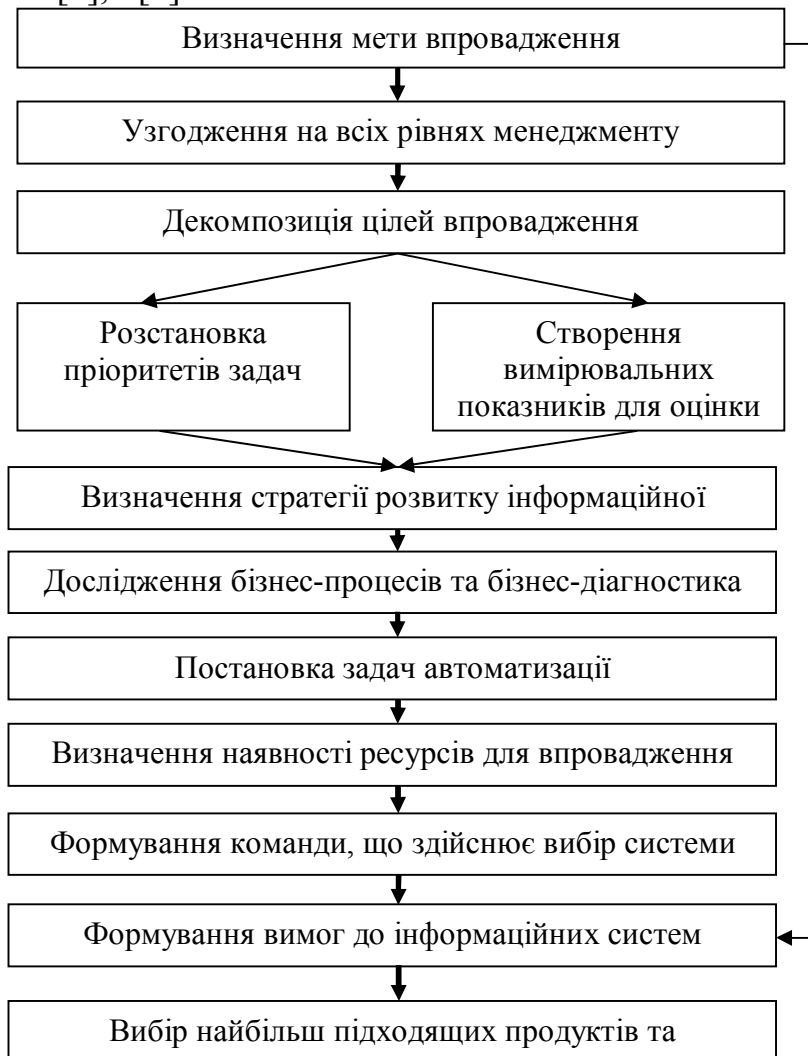 Визначення мети впровадження
Узгодження на всіх рівнях менеджменту
Декомпозиція цілей впровадження
Розстановка
пріоритетів задач
Створення
вимірювальних
показників для оцінки
Визначення стратегії розвитку інформаційної
Дослідження бізнес-процесів та бізнес-діагностика
Постановка задач автоматизації
Визначення наявності ресурсів для впровадження
Формування команди, що здійснює вибір системи
Формування вимог до інформаційних систем
Вибір найбільш підходящих продуктів та